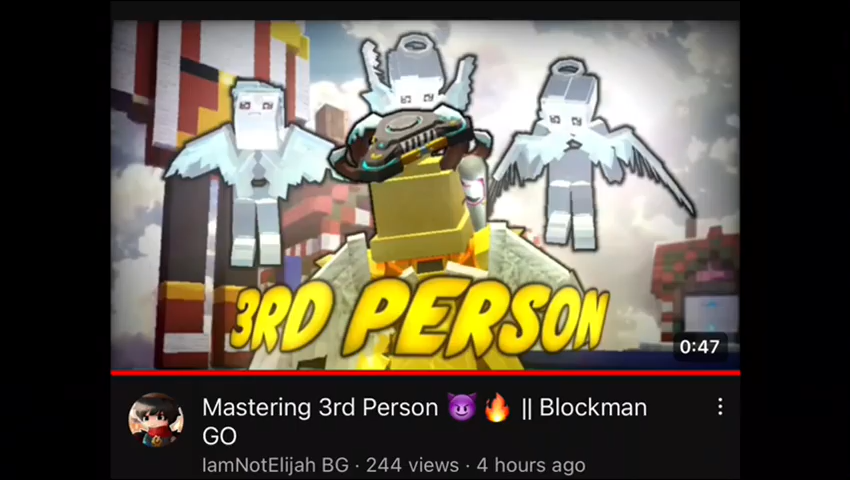 3RD PERSON
0:47
Mastering 3rd Person 😈🔥 || Blockman
GO
IamNotElijah BG · 244 views · 4 hours ago